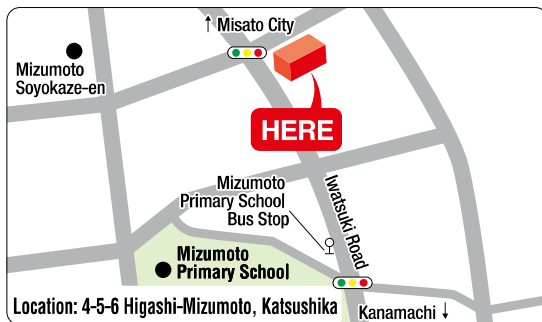 ↑ Misato City
Mizumoto
Soyokaze-en
HERE
Mizumoto
Primary School
Bus Stop
Iwatsuki Road
Mizumoto
Primary School
Location: 4-5-6 Higashi-Mizumoto, Katsushika
Kanamachi ↓